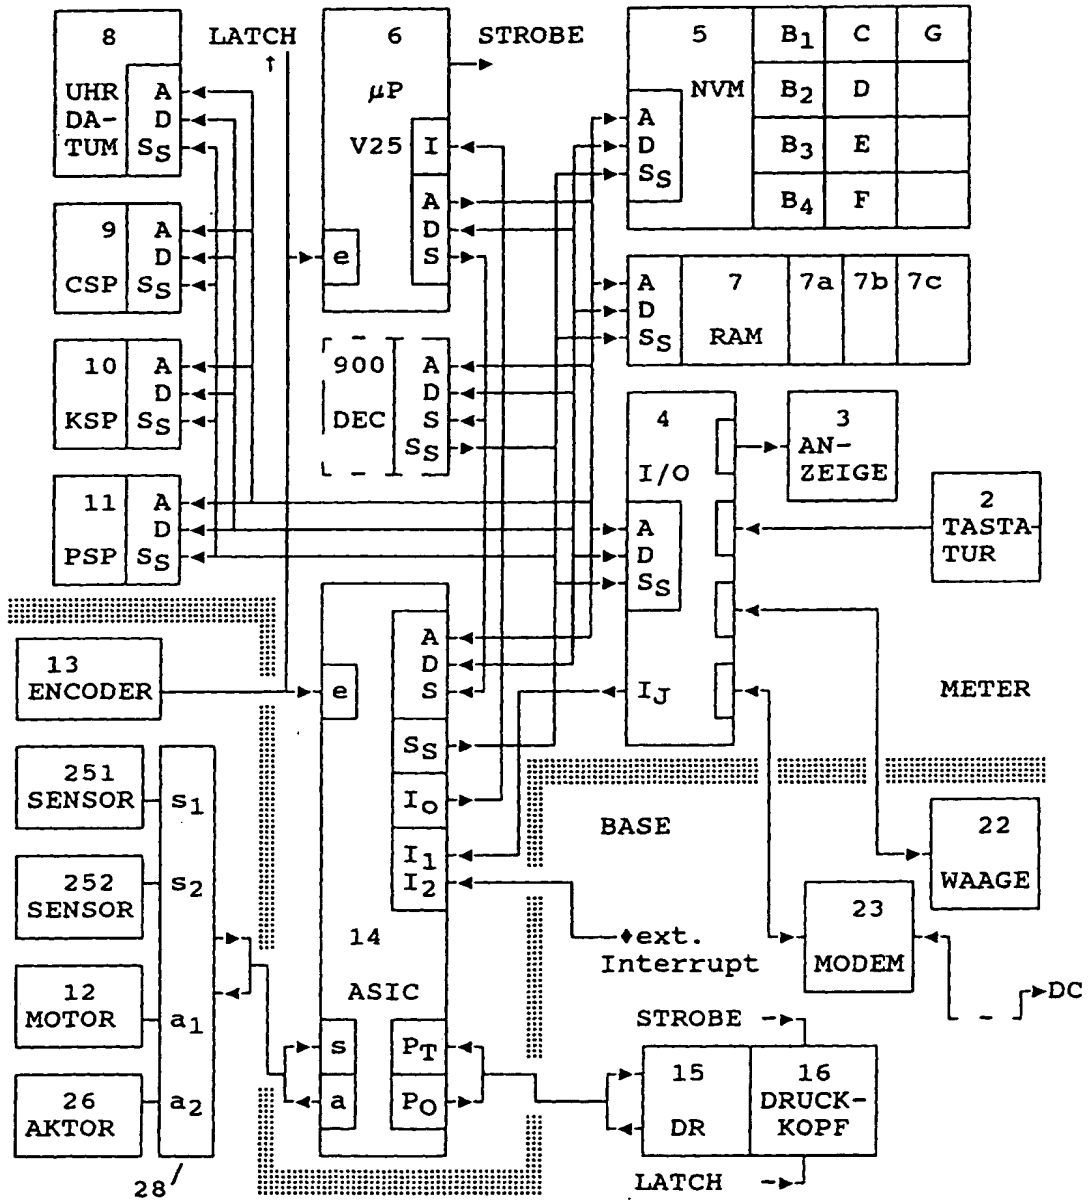 8
UHR
DA-
TUM
A
D
SS
LATCH
↑
6
µP
V25
I
A
D
S
e
STROBE
5
NVM
A
D
SS
B1 C G
B2 D
B3 E
B4 F
9
CSP
A
D
SS
7
RAM
A
D
SS
7a 7b 7c
10
KSP
A
D
SS
900
DEC
A
D
S
SS
4
I/O
A
D
SS
IJ
3
AN-
ZEIGE
2
TASTA-
TUR
11
PSP
A
D
SS
13
ENCODER
METER
251
SENSOR
252
SENSOR
12
MOTOR
26
AKTOR
s1
s2
a1
a2
28
e
A
D
S
SS
IO
I1
I2
14
ASIC
s
a
PT
PO
BASE
ext.
Interrupt
22
WAAGE
23
MODEM
DC
STROBE
15
DR
16
DRUCK-
KOPF
LATCH